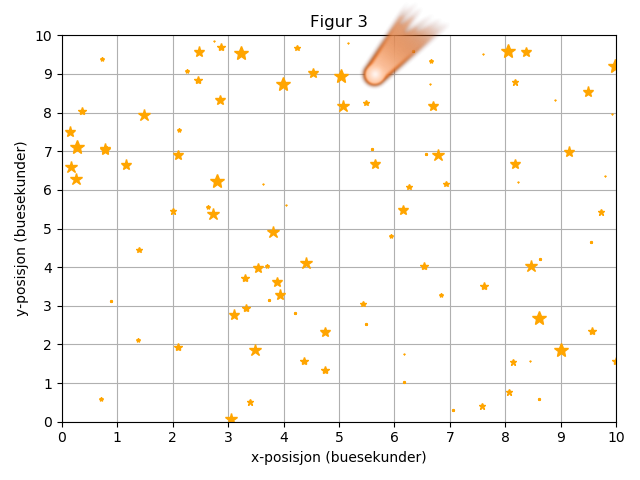 Figur 3
10
9
8
7
6
5
4
3
2
1
0
y-posisjon (buesekunder)
0 1 2 3 4 5 6 7 8 9 10
x-posisjon (buesekunder)